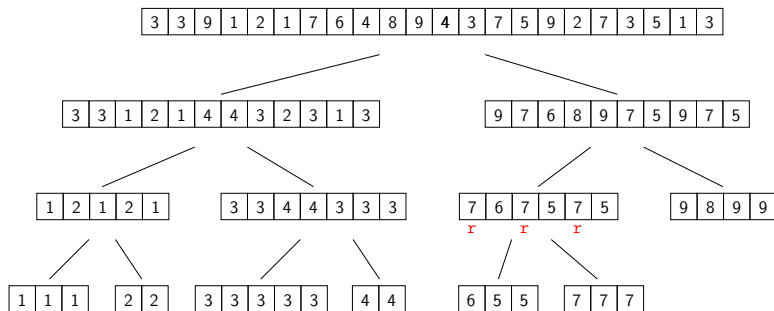 3 3 9 1 2 1 7 6 4 8 9 4 3 7 5 9 2 7 3 5 1 3
3 3 1 2 1 4 4 3 2 3 1 3 9 7 6 8 9 7 5 9 7 5
1 2 1 2 1 3 3 4 4 3 3 3 7 6 7 5 7 5 9 8 9 9
r r r
1 1 1 2 2 3 3 3 3 3 4 4 6 5 5 7 7 7